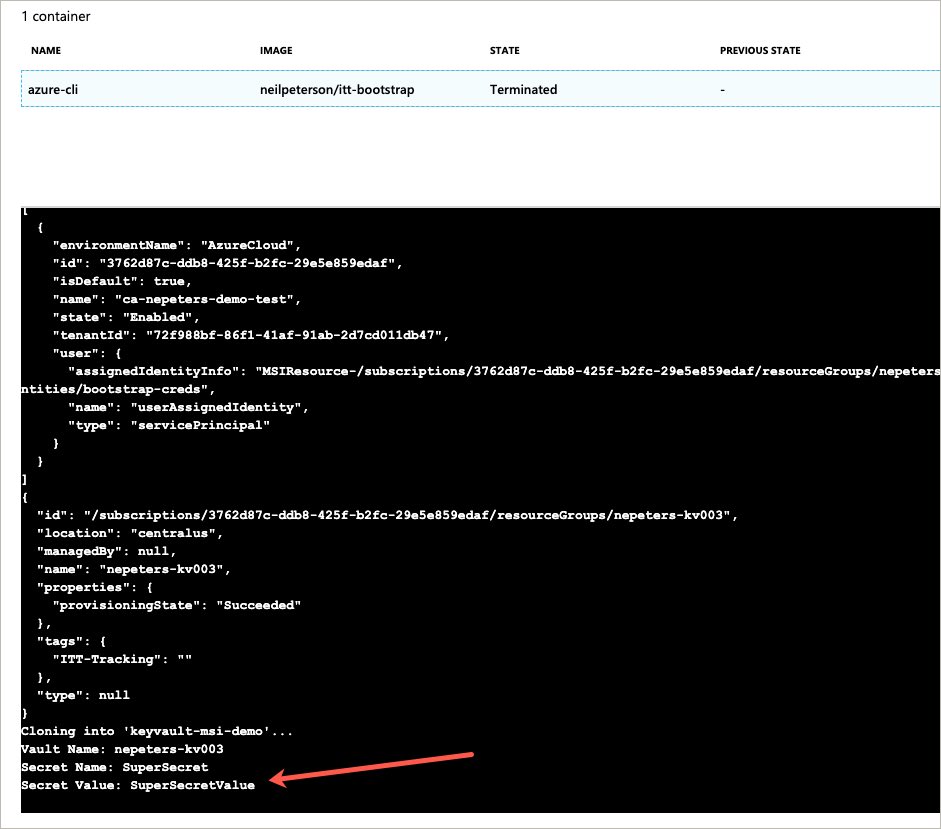 1 container
NAME IMAGE STATE PREVIOUS STATE
azure-cli neilpeterson/itt-bootstrap Terminated -
[
  {
    "environmentName": "AzureCloud",
    "id": "3762d87c-ddb8-425f-b2fc-29e5e859edaf",
    "isDefault": true,
    "name": "ca-nepeters-demo-test",
    "state": "Enabled",
    "tenantId": "72f988bf-86f1-41af-91ab-2d7cd011db47",
    "user": {
      "assignedIdentityInfo": "MSIResource-/subscriptions/3762d87c-ddb8-425f-b2fc-29e5e859edaf/resourceGroups/nepeters
ntities/bootstrap-creds",
      "name": "userAssignedIdentity",
      "type": "servicePrincipal"
    }
  }
]
{
  "id": "/subscriptions/3762d87c-ddb8-425f-b2fc-29e5e859edaf/resourceGroups/nepeters-kv003",
  "location": "centralus",
  "managedBy": null,
  "name": "nepeters-kv003",
  "properties": {
    "provisioningState": "Succeeded"
  },
  "tags": {
    "ITT-Tracking": ""
  },
  "type": null
}
Cloning into 'keyvault-msi-demo'...
Vault Name: nepeters-kv003
Secret Name: SuperSecret
Secret Value: SuperSecretValue